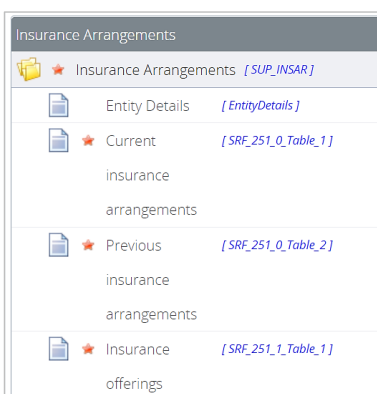 Insurance Arrangements
Insurance Arrangements [ SUP_INSAR ]
Entity Details [ EntityDetails ]
Current [ SRF_251_0_Table_1 ]
insurance
arrangements
Previous [ SRF_251_0_Table_2 ]
insurance
arrangements
Insurance [ SRF_251_1_Table_1 ]
offerings